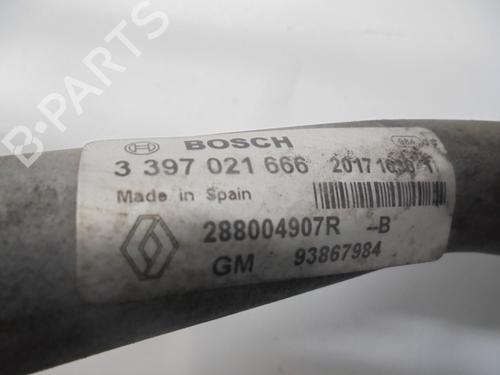 BOSCH
3 397 021 666
Made in Spain
288004907R --B
GM 93867984
B-PARTS